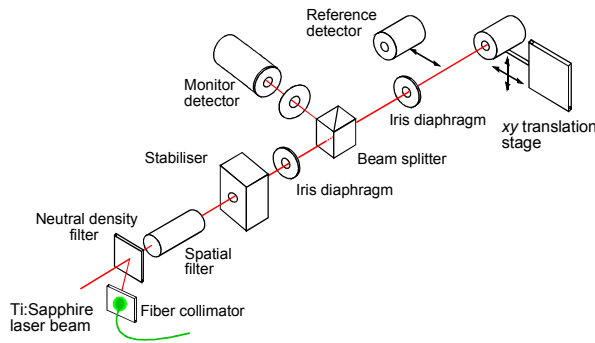 Reference
detector
Monitor
detector
Iris diaphragm
xy translation
stage
Stabiliser
Beam splitter
Iris diaphragm
Neutral density
filter
Spatial
filter
Ti:Sapphire
laser beam
Fiber collimator